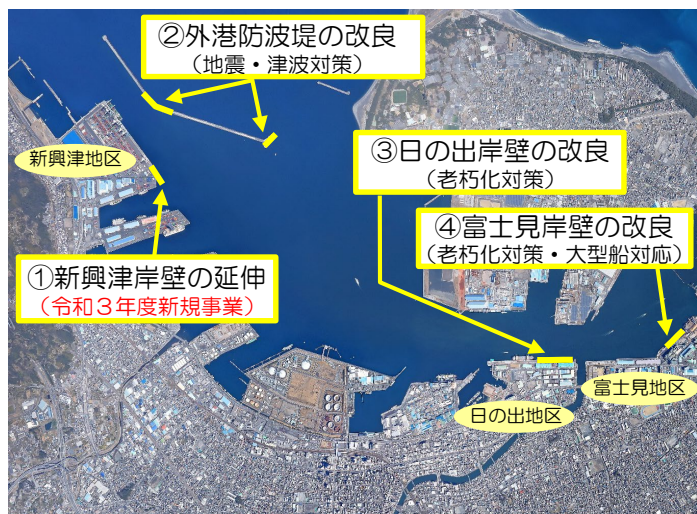 ②外港防波堤の改良
（地震・津波対策）
新興津地区
③日の出岸壁の改良
（老朽化対策）
④富士見岸壁の改良
（老朽化対策・大型船対応）
①新興津岸壁の延伸
（令和３年度新規事業）
富士見地区
日の出地区